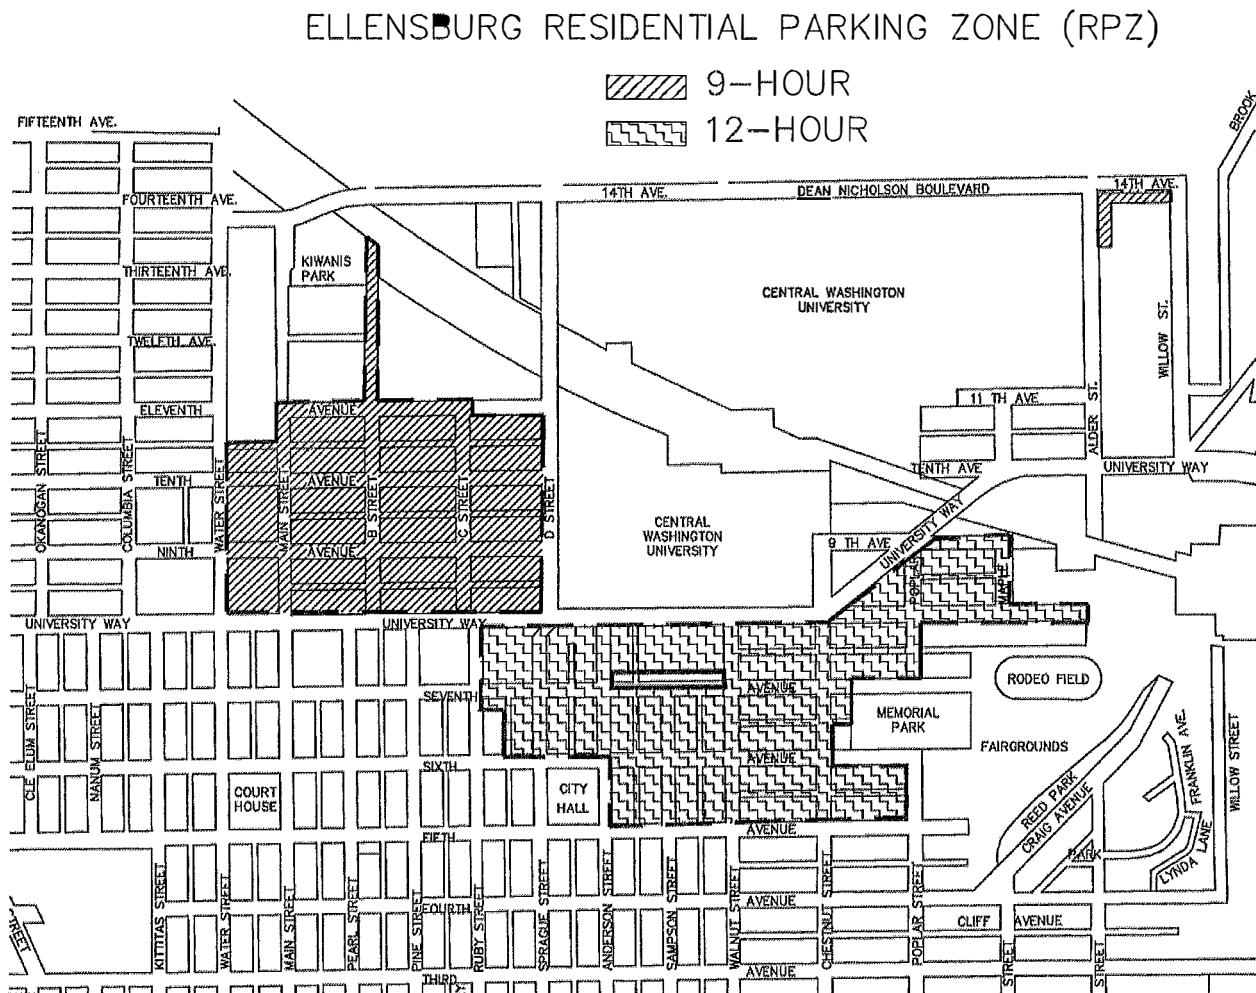 ELLENSBURG RESIDENTIAL PARKING ZONE (RPZ)
9-HOUR
12-HOUR
FIFTEENTH AVE.
BROOK
14TH AVE.
DEAN NICHOLSON BOULEVARD
14TH AVE.
FOURTEENTH AVE.
KIWANIS
PARK
THIRTEENTH AVE.
CENTRAL WASHINGTON
UNIVERSITY
TWELETH AVE.
WILLOW ST.
ELEVENTH
AVENUE
11 TH AVE
ALDER ST.
OKANOGAN STREET
COLUMBIA STREET
WATER STREET
MAIN STREET
B STREET
C STREET
D STREET
TENTH
AVENUE
TENTH AVE
UNIVERSITY WAY
CENTRAL
WASHINGTON
UNIVERSITY
UNIVERSITY WAY
NINTH
AVENUE
9 TH AVE
POPLAR
MAPLE
UNIVERSITY WAY
UNIVERSITY WAY
CLE ELUM STREET
MANUM STREET
SEVENTH
AVENUE
RODEO FIELD
MEMORIAL
PARK
FAIRGROUNDS
FRANKLIN AVE.
WILLOW STREET
SIXTH
AVENUE
COURT
HOUSE
CITY
HALL
REED PARK
CRAIG AVENUE
FIFTH
AVENUE
PARK
LYNDA LANE
KITTITAS STREET
WATER STREET
MAIN STREET
PEARL STREET
PINE STREET
RUBY STREET
SPRAGUE STREET
ANDERSON STREET
SAMPSON STREET
WALNUT STREET
CHESTNUT STREET
POPLAR STREET
FOURTH
AVENUE
CLIFF AVENUE
STREET
STREET
STREET
THIRD
AVENUE